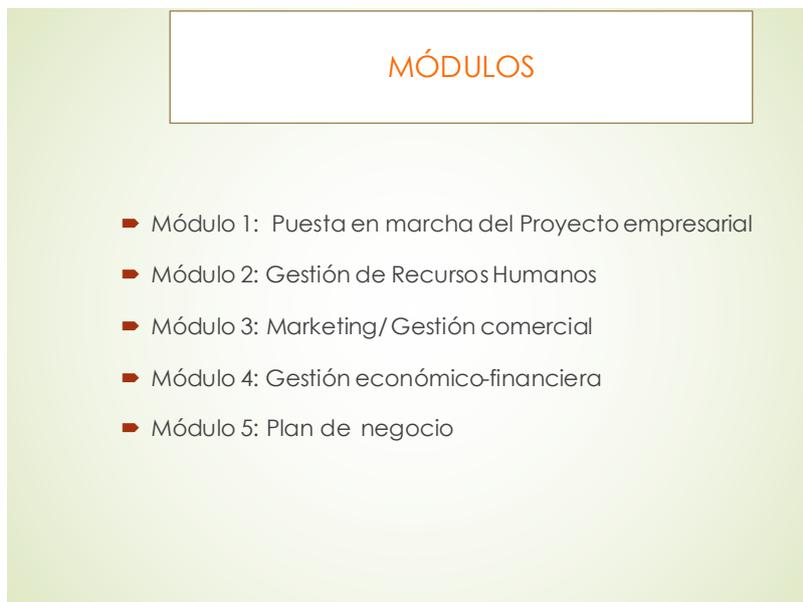 MÓDULOS
Módulo 1: Puesta en marcha del Proyecto empresarial
Módulo 2: Gestión de Recursos Humanos
Módulo 3: Marketing/ Gestión comercial
Módulo 4: Gestión económico-financiera
Módulo 5: Plan de negocio